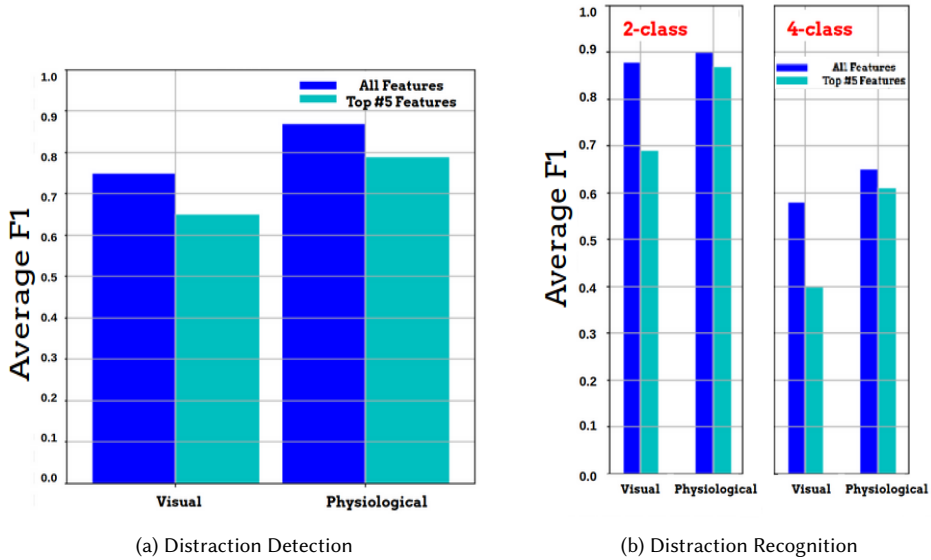 Average F1
1.0
0.9
0.8
0.7
0.6
0.5
0.4
0.3
0.2
0.1
0.0
All Features
Top #5 Features
Visual
Physiological
(a) Distraction Detection
Average F1
1.0
0.9
0.8
0.7
0.6
0.5
0.4
0.3
0.2
0.1
0.0
2-class
4-class
All Features
Top #5 Features
Visual
Physiological
Visual
Physiological
(b) Distraction Recognition